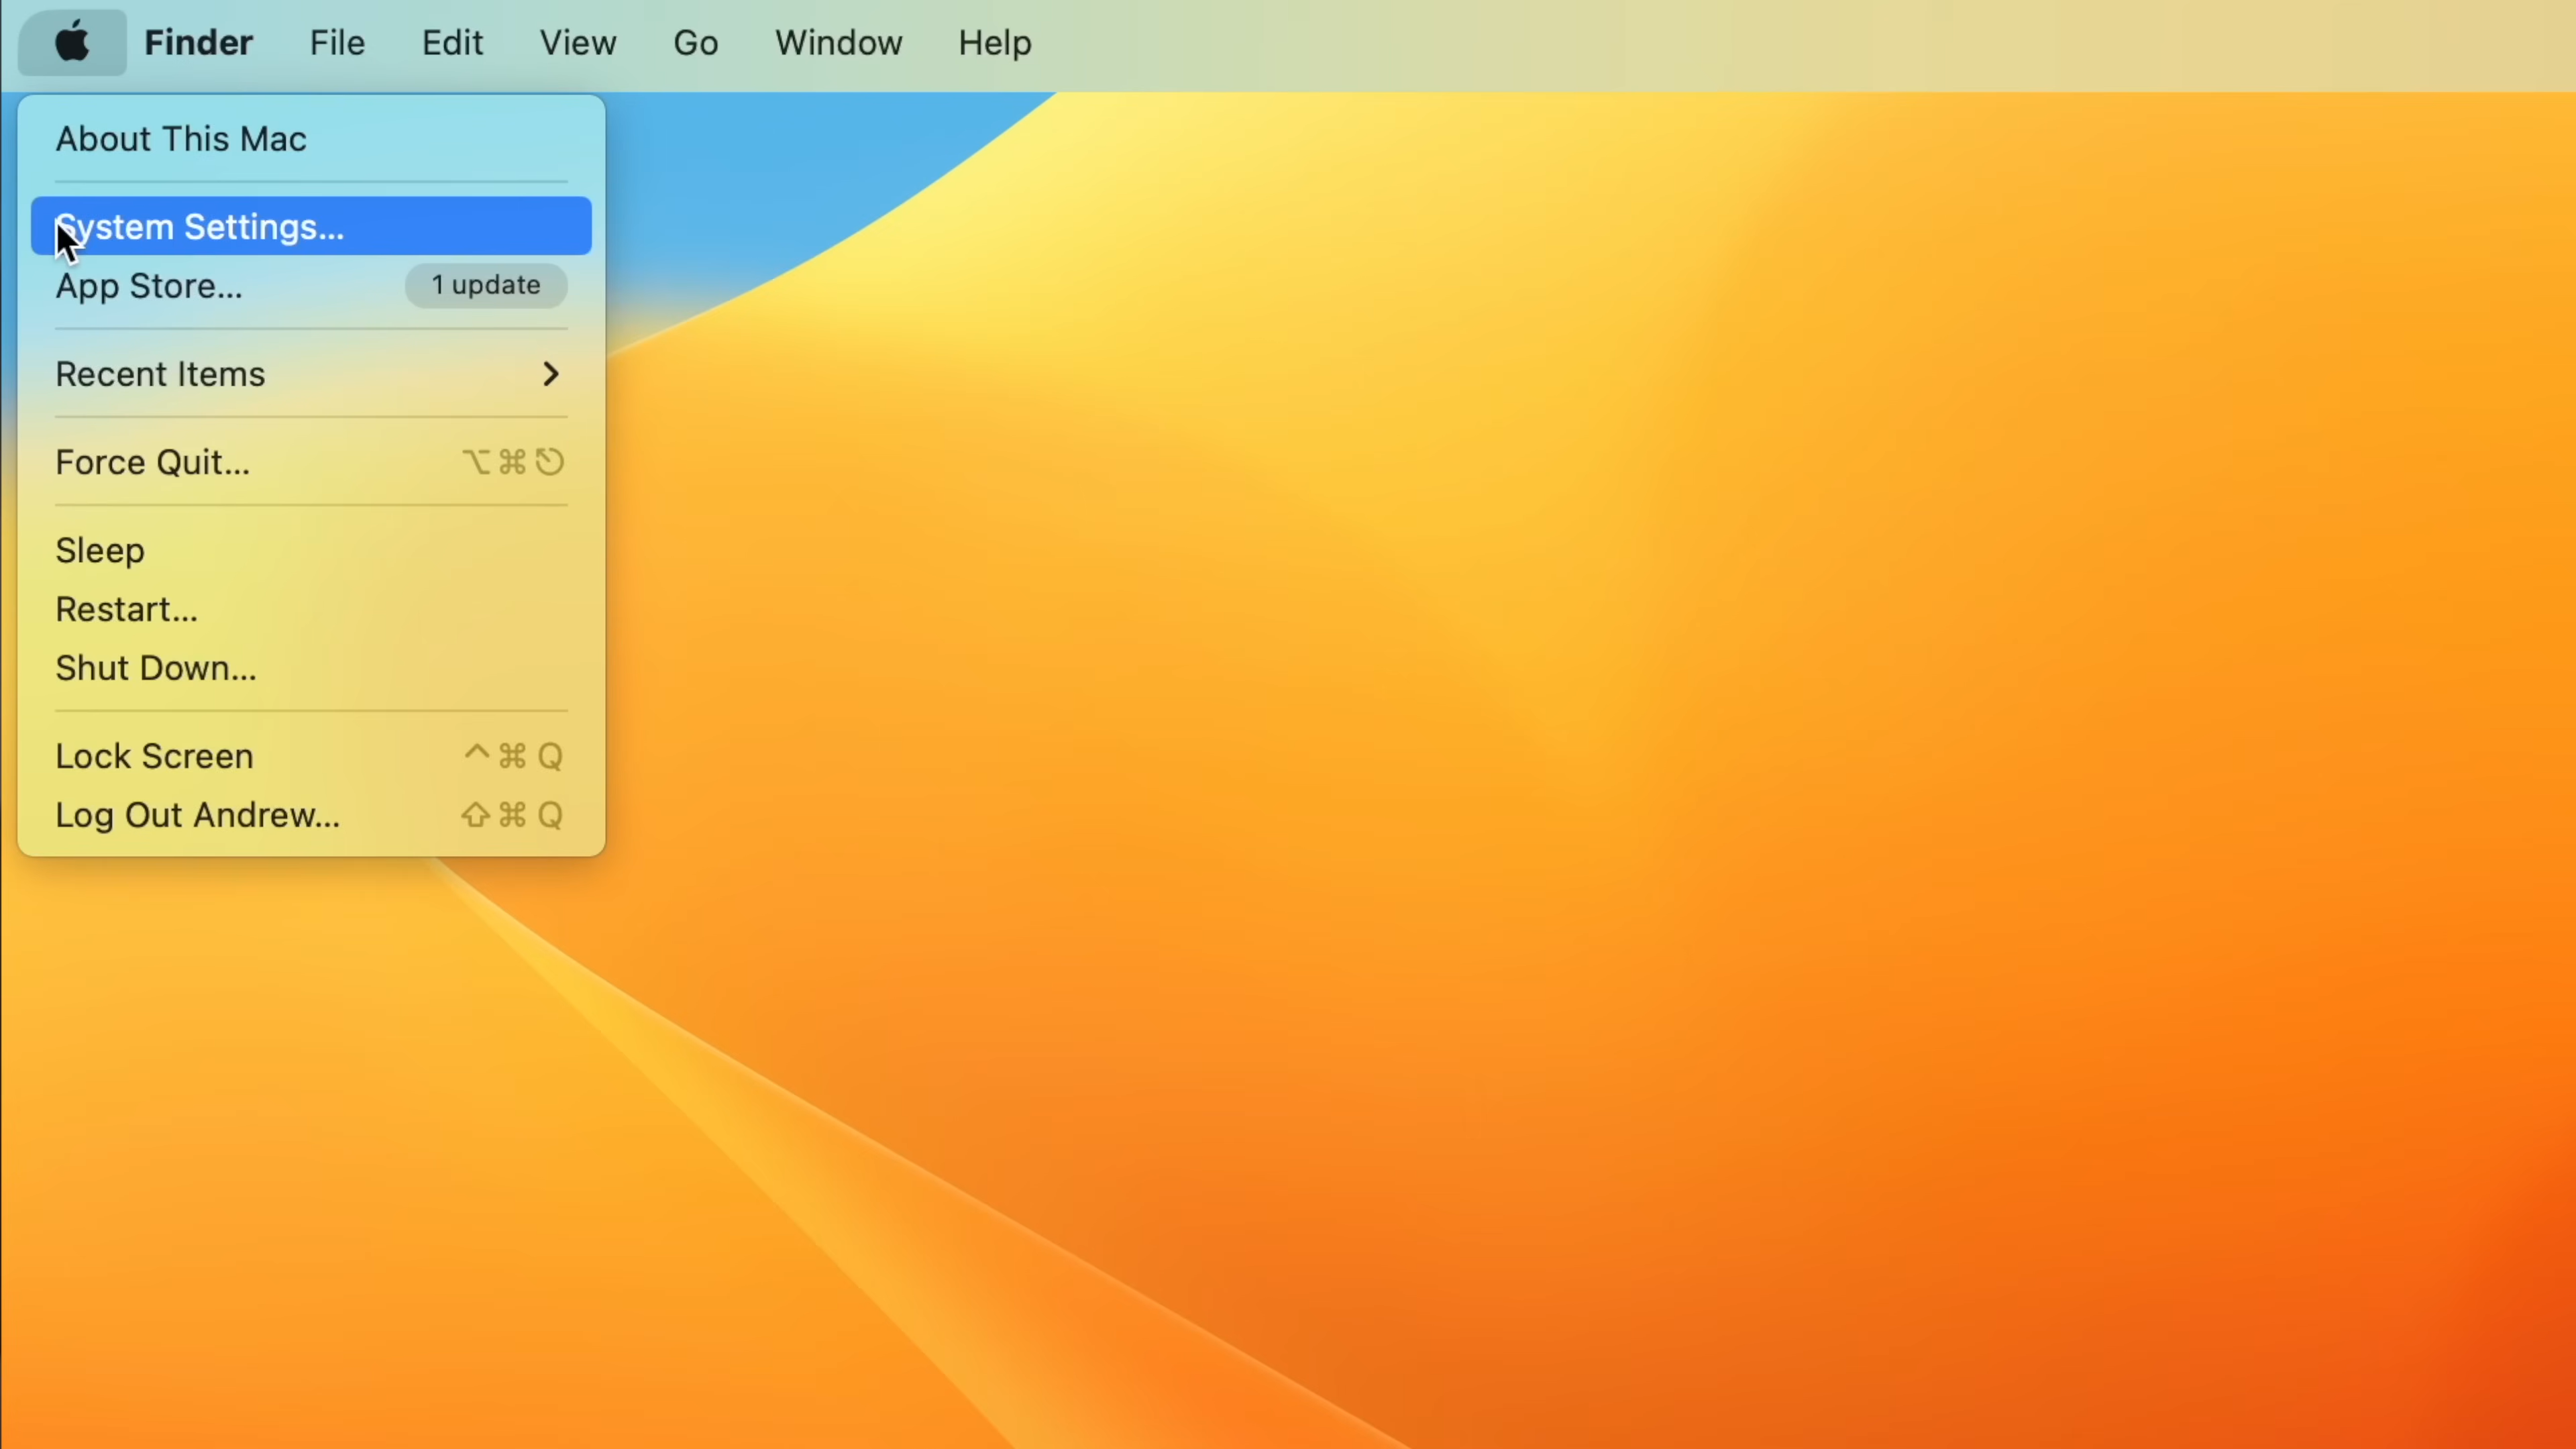 Finder File Edit View Go Window Help
About This Mac
System Settings...
App Store... 1 update
Recent Items
Force Quit... ⌥⌘⎋
Sleep
Restart...
Shut Down...
Lock Screen ^⌘Q
Log Out Andrew... ⇧⌘Q